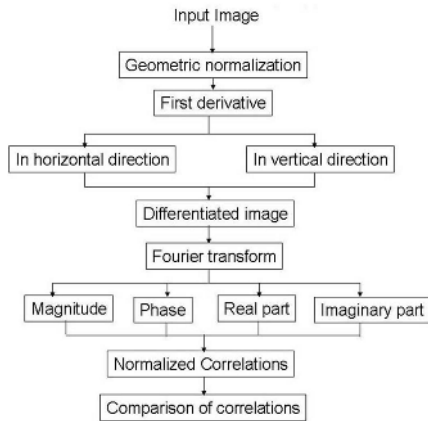 Input Image
Geometric normalization
First derivative
In horizontal direction
In vertical direction
Differentiated image
Fourier transform
Magnitude
Phase
Real part
Imaginary part
Normalized Correlations
Comparison of correlations